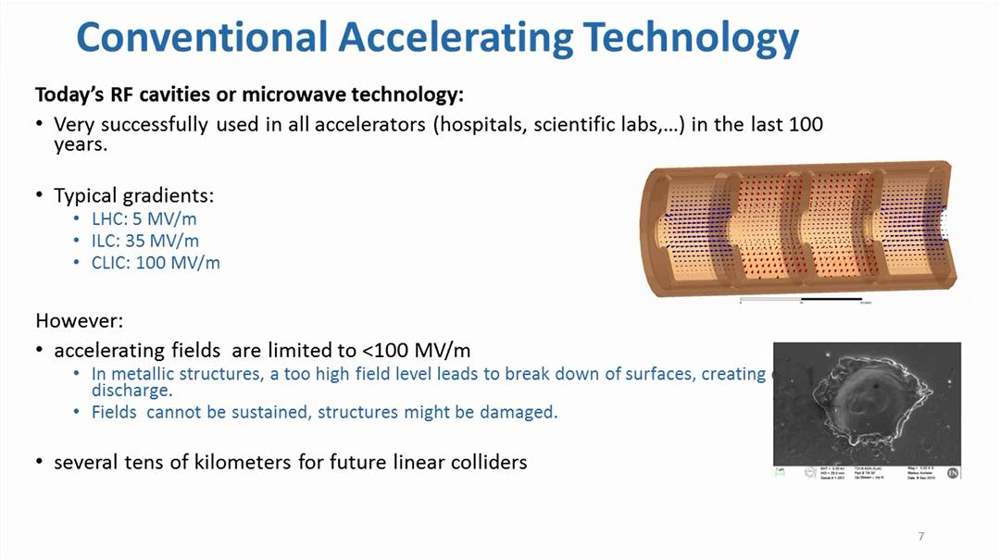 Conventional Accelerating Technology
Today’s RF cavities or microwave technology:
• Very successfully used in all accelerators (hospitals, scientific labs,...) in the last 100
years.
• Typical gradients:
• LHC: 5 MV/m
• ILC: 35 MV/m
• CLIC: 100 MV/m
However:
• accelerating fields are limited to <100 MV/m
• In metallic structures, a too high field level leads to break down of surfaces, creating
discharge.
• Fields cannot be sustained, structures might be damaged.
• several tens of kilometers for future linear colliders
7